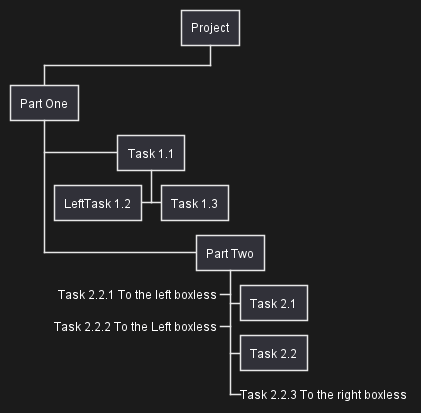 Project
Part One
Task 1.1
LeftTask 1.2
Task 1.3
Part Two
Task 2.2.1 To the left boxless
Task 2.1
Task 2.2.2 To the Left boxless
Task 2.2
Task 2.2.3 To the right boxless